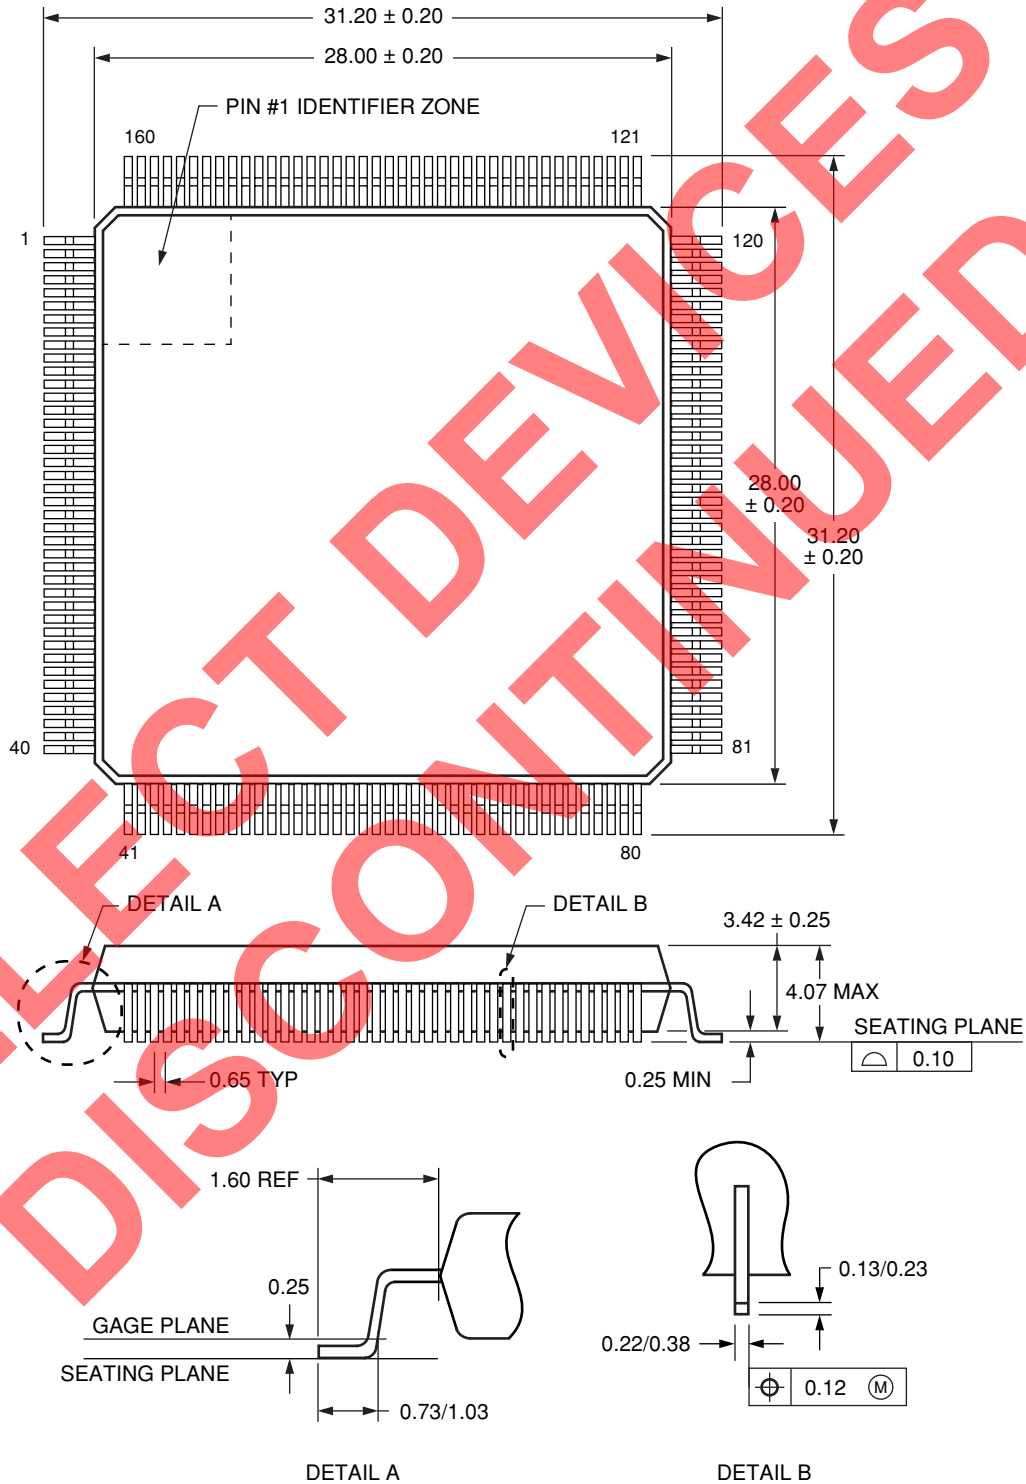 31.20 ± 0.20
28.00 ± 0.20
PIN #1 IDENTIFIER ZONE
160
121
1
120
28.00
± 0.20
31.20
± 0.20
40
81
41
80
DETAIL A
DETAIL B
3.42 ± 0.25
4.07 MAX
SEATING PLANE
0.10
0.65 TYP
0.25 MIN
1.60 REF
0.25
GAGE PLANE
SEATING PLANE
0.73/1.03
DETAIL A
0.13/0.23
0.22/0.38
0.12 Ⓜ
DETAIL B
LECT DEVICES
DISCONTINUED